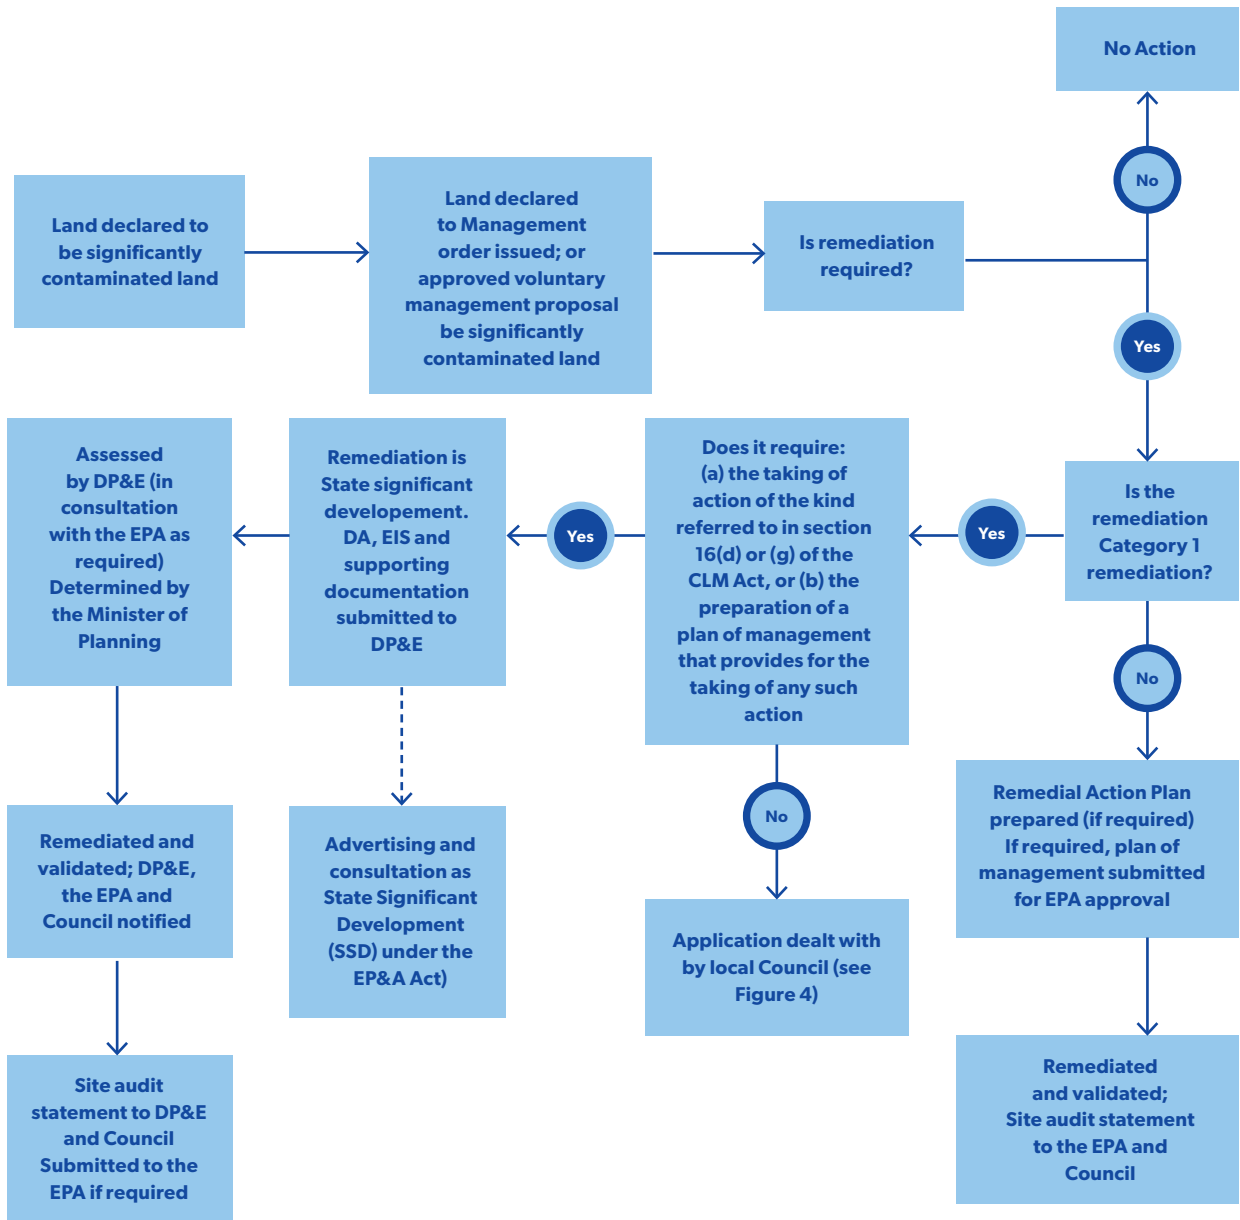 No Action
No
Land declared to
be significantly
contaminated land
Land declared
to Management
order issued; or
approved voluntary
management proposal
be significantly
contaminated land
Is remediation
required?
Yes
Is the
remediation
Category 1
remediation?
Yes
Does it require:
(a) the taking of
action of the kind
referred to in section
16(d) or (g) of the
CLM Act, or (b) the
preparation of a
plan of management
that provides for the
taking of any such
action
Yes
Remediation is
State significant
developement.
DA, EIS and
supporting
documentation
submitted to
DP&E
Assessed
by DP&E (in
consultation
with the EPA as
required)
Determined by
the Minister of
Planning
No
Remedial Action Plan
prepared (if required)
If required, plan of
management submitted
for EPA approval
No
Application dealt with
by local Council (see
Figure 4)
Advertising and
consultation as
State Significant
Development
(SSD) under the
EP&A Act)
Remediated and
validated; DP&E,
the EPA and
Council notified
Site audit
statement to DP&E
and Council
Submitted to the
EPA if required
Remediated
and validated;
Site audit statement
to the EPA and
Council